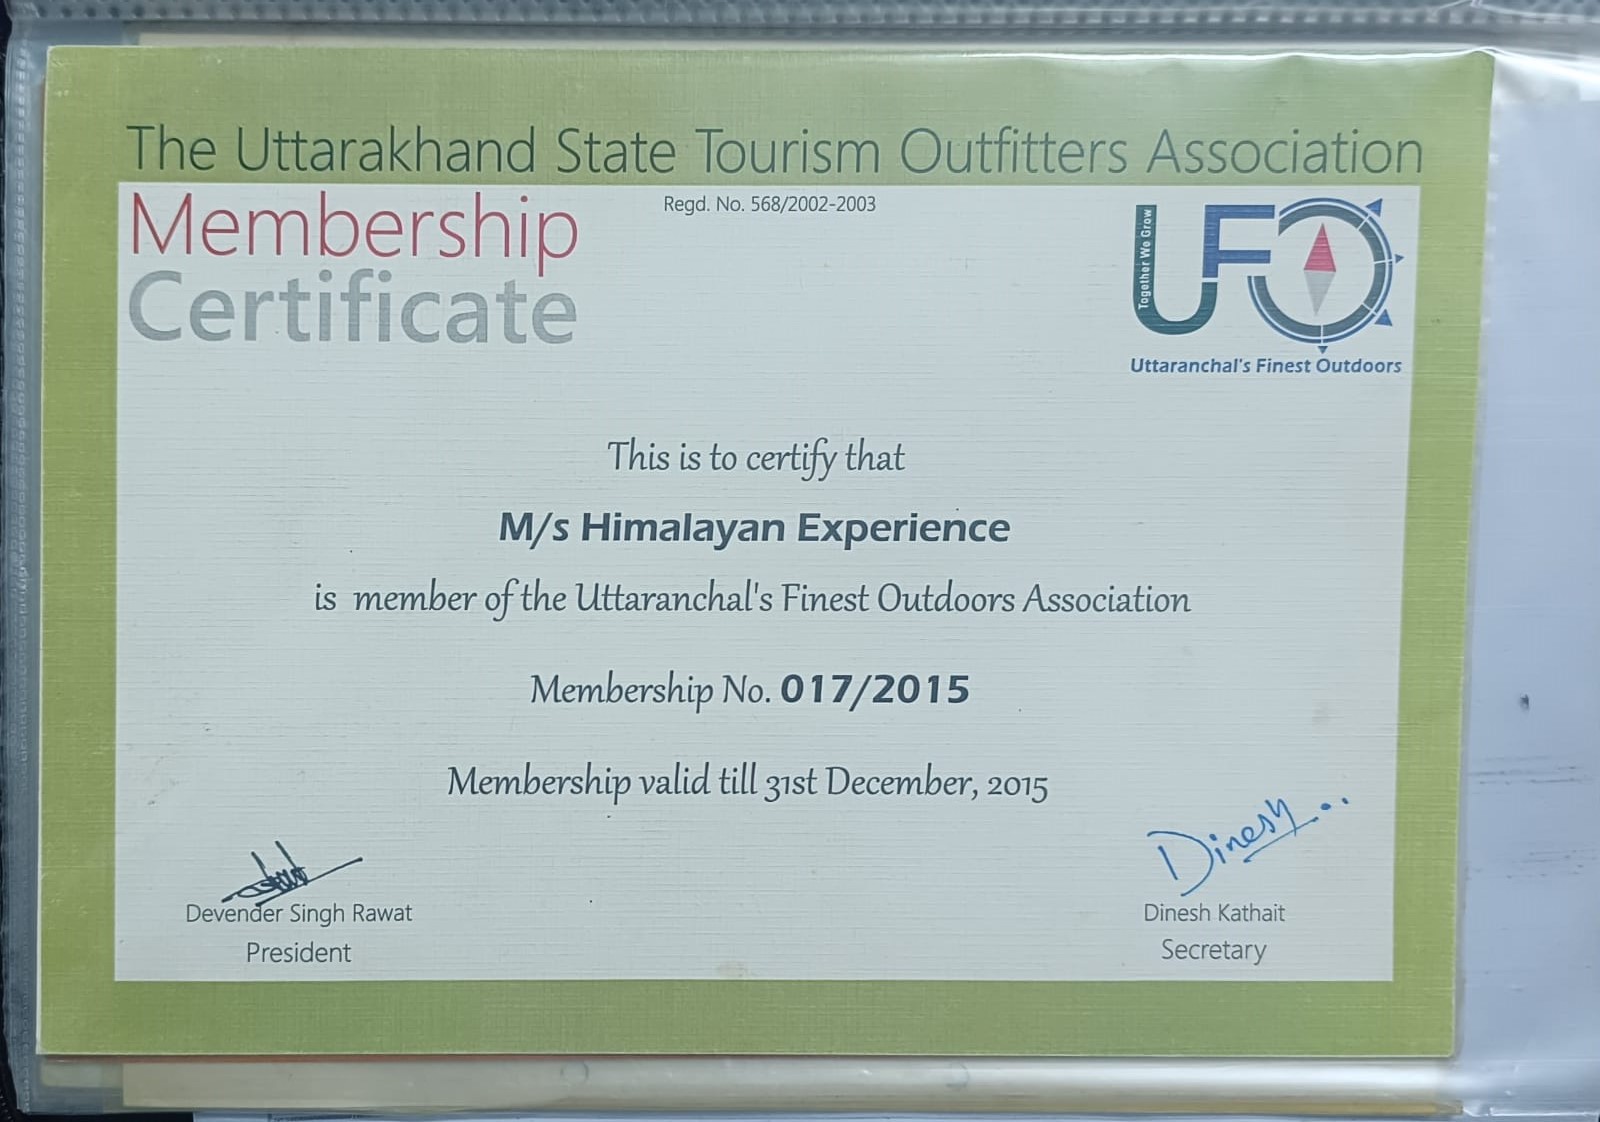 The Uttarakhand State Tourism Outfitters Association
Membership
Certificate
Regd. No. 568/2002-2003
Together We Grow
UFO
Uttaranchal's Finest Outdoors
This is to certify that
M/s Himalayan Experience
is member of the Uttaranchal's Finest Outdoors Association
Membership No. 017/2015
Membership valid till 31st December, 2015
Devender Singh Rawat
President
Dinesh
Dinesh Kathait
Secretary